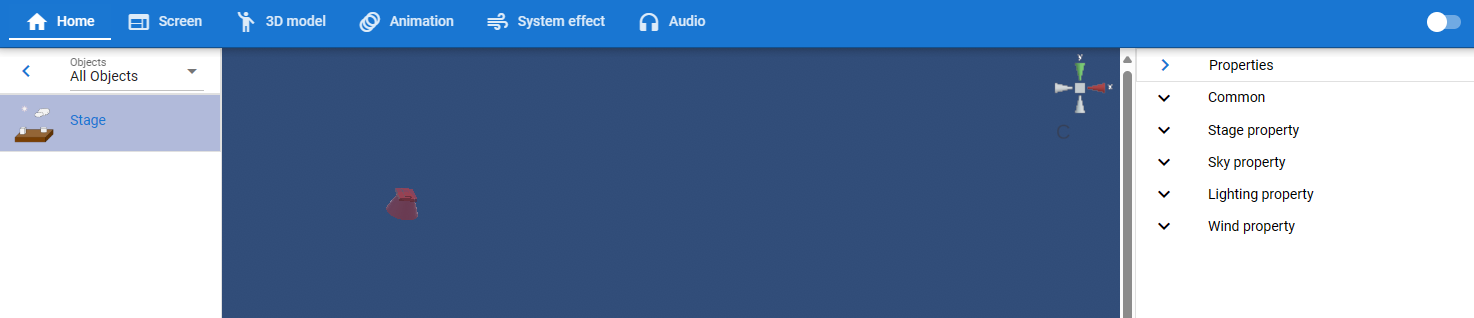 Home Screen 3D model Animation System effect Audio
Objects
All Objects
Stage
y
x
C
Properties
Common
Stage property
Sky property
Lighting property
Wind property